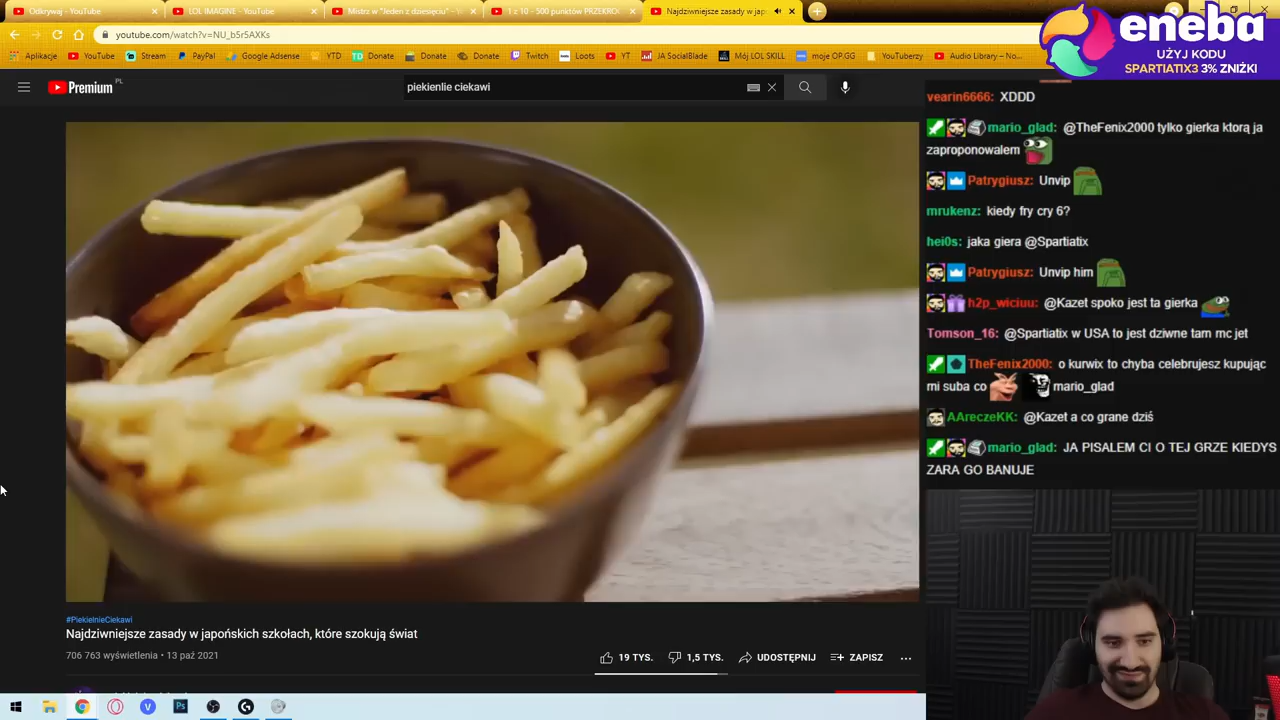 Odkrywaj - YouTube
LOL IMAGINE - YouTube
Mistrz w "Jeden z dziesięciu" - Y
1 z 10 - 500 punktów PRZEKRO
Najdziwniejsze zasady w jap
youtube.com/watch?v=NU_b5r5AXKs
Aplikacje
YouTube
Stream
PayPal
Google Adsense
YTD
Donate
Donate
Donate
Twitch
Loots
YT
JA SocialBlade
Mój LOL SKILL
moje OP.GG
YouTuberzy
Audio Library — No...
eneba
UŻYJ KODU
SPARTIATIX3 3% ZNIŻKI
Premium PL
piekienlie ciekawi
vearin6666: XDDD
mario_glad: @TheFenix2000 tylko gierka ktorą ja
zaproponowalem
Patrygiusz: Unvip
mrukenz: kiedy fry cry 6?
hei0s: jaka giera @Spartiatix
Patrygiusz: Unvip him
h2p_wiciuu: @Kazet spoko jest ta gierka
Tomson_16: @Spartiatix w USA to jest dziwne tam mc jet
TheFenix2000: o kurwix to chyba celebrujesz kupując
mi suba co mario_glad
AAreczeKK: @Kazet a co grane dziś
mario_glad: JA PISALEM CI O TEJ GRZE KIEDYS
ZARA GO BANUJE
#PiekielnieCiekawi
Najdziwniejsze zasady w japońskich szkołach, które szokują świat
706 763 wyświetlenia • 13 paź 2021
19 TYS.
1,5 TYS.
UDOSTĘPNIJ
ZAPISZ